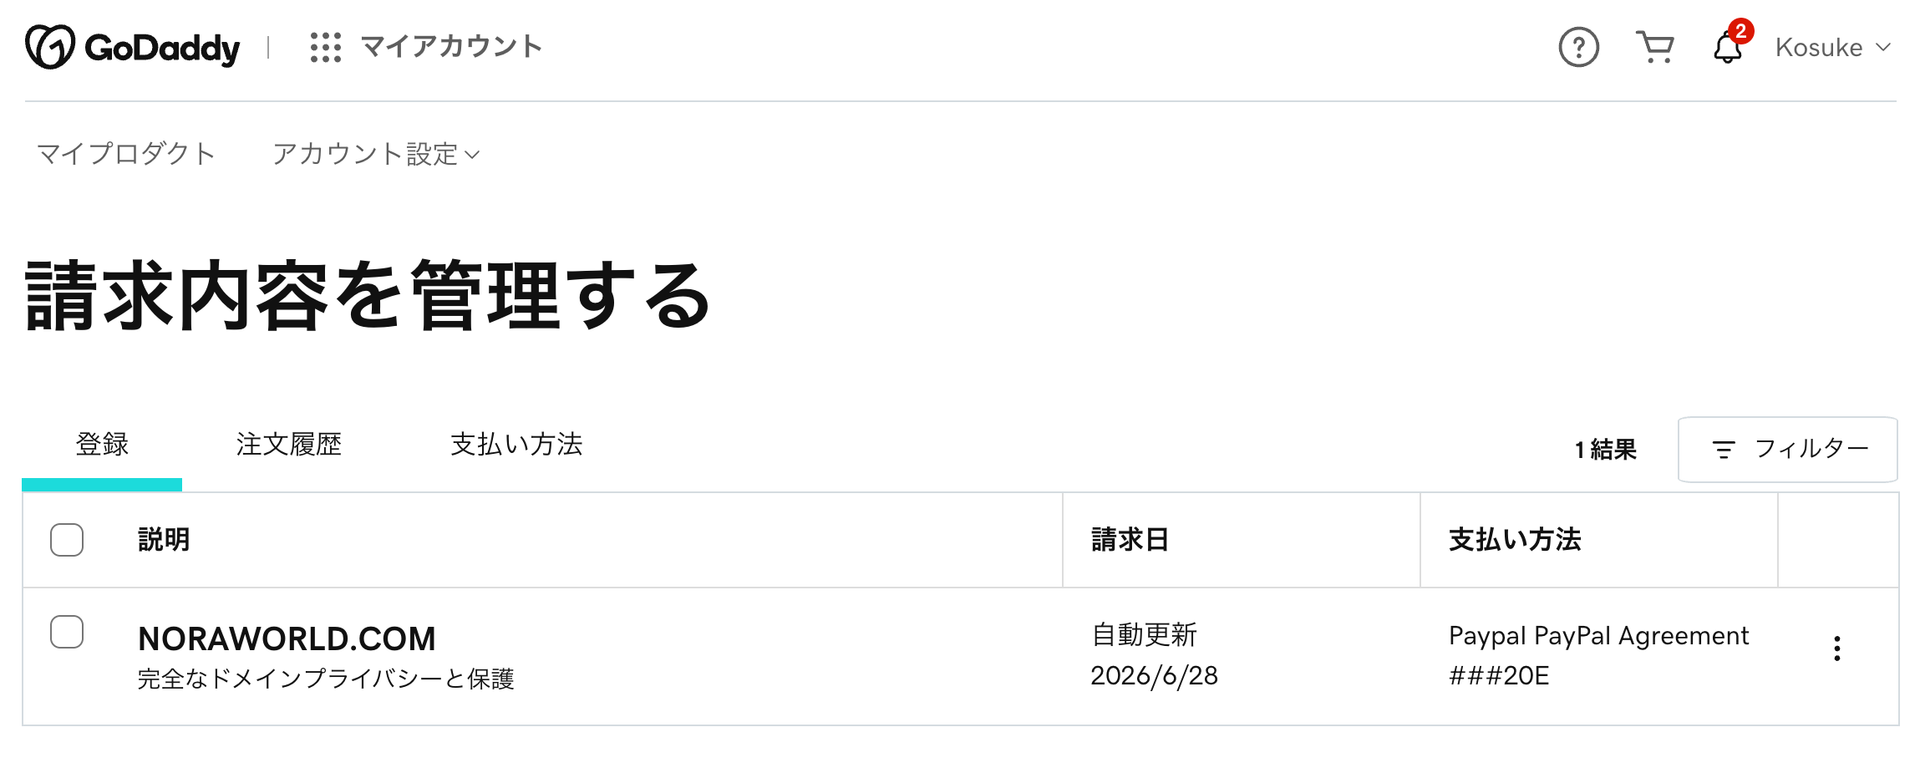 GoDaddy マイアカウント 2 Kosuke
マイプロダクト アカウント設定
請求内容を管理する
登録 注文履歴 支払い方法 1 結果 フィルター
説明 請求日 支払い方法
NORAWORLD.COM 自動更新 Paypal PayPal Agreement
完全なドメインプライバシーと保護 2026/6/28 ###20E